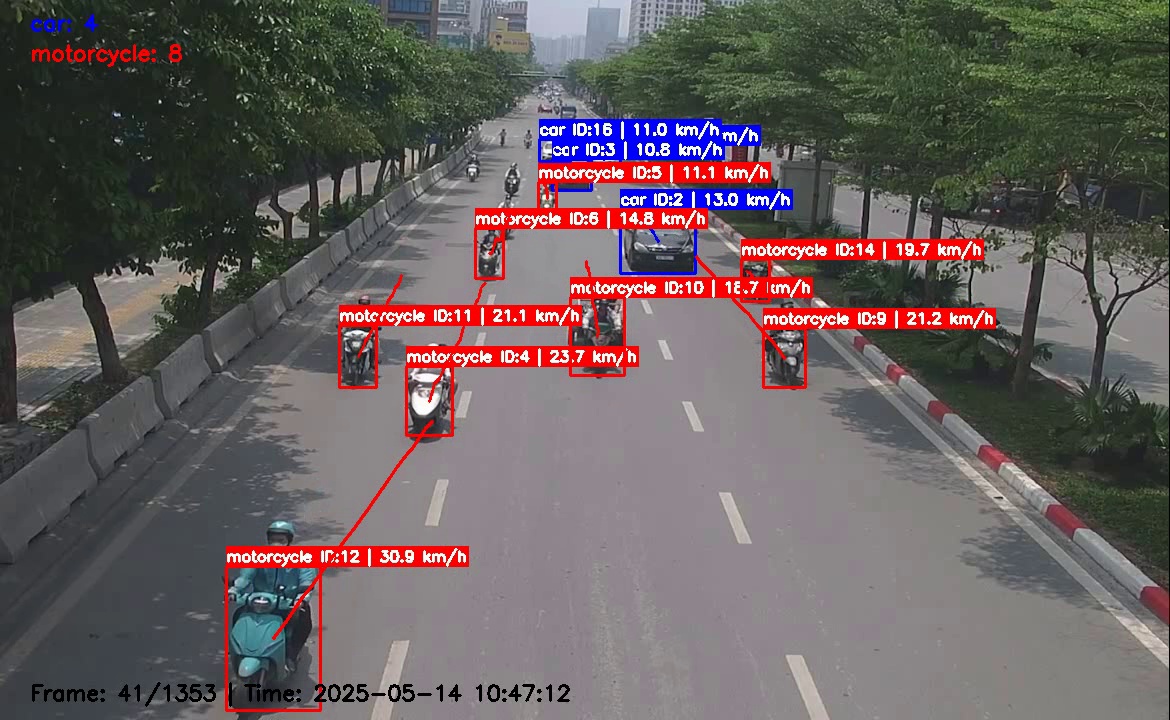 car: 4
motorcycle: 8
car ID:16 | 11.0 km/h
m/h
car ID:3 | 10.8 km/h
motorcycle ID:5 | 11.1 km/h
car ID:2 | 13.0 km/h
motorcycle ID:6 | 14.8 km/h
motorcycle ID:14 | 19.7 km/h
motorcycle ID:10 | 18.7 km/h
motorcycle ID:11 | 21.1 km/h
motorcycle ID:9 | 21.2 km/h
motorcycle ID:4 | 23.7 km/h
motorcycle ID:12 | 30.9 km/h
Frame: 41/1353 | Time: 2025-05-14 10:47:12